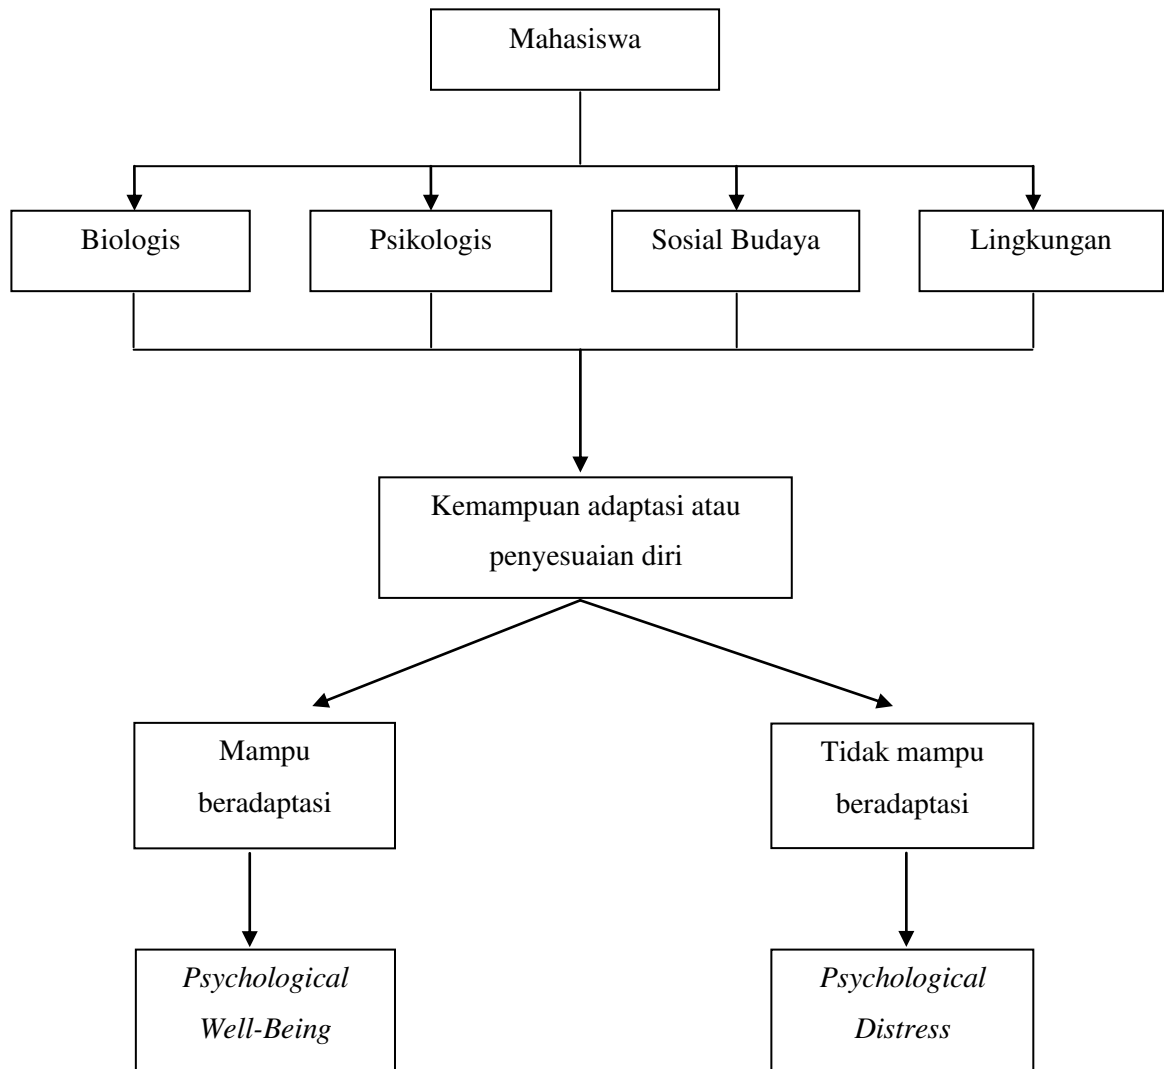 Mahasiswa
Biologis
Psikologis
Sosial Budaya
Lingkungan
Kemampuan adaptasi atau
penyesuaian diri
Mampu
beradaptasi
Tidak mampu
beradaptasi
Psychological
Well-Being
Psychological
Distress